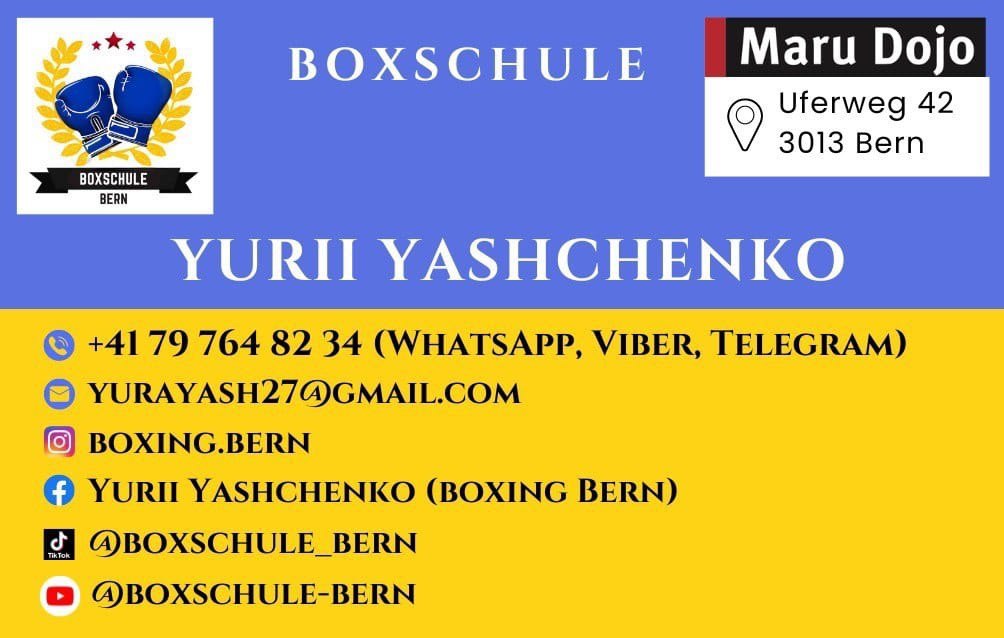 BOXSCHULE
BERN
BOXSCHULE
Maru Dojo
Uferweg 42
3013 Bern
YURII YASHCHENKO
+41 79 764 82 34 (WhatsApp, Viber, Telegram)
yurayash27@gmail.com
boxing.bern
Yurii Yashchenko (boxing Bern)
TikTok
@boxschule_bern
@boxschule-bern